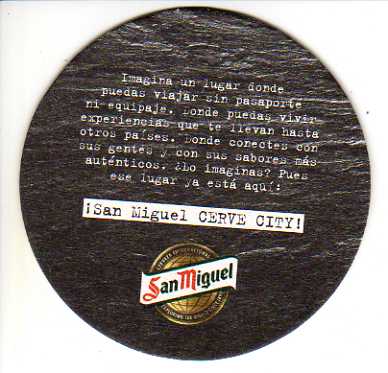 Imagina un lugar donde
puedas viajar sin pasaporte
ni equipaje. Donde puedas vivir
experiencias que te llevan hasta
otros países. Donde conectes con
sus gentes y con sus sabores más
auténticos. ¿Lo imaginas? Pues
ese lugar ya está aquí:
¡San Miguel CERVE CITY!
San Miguel